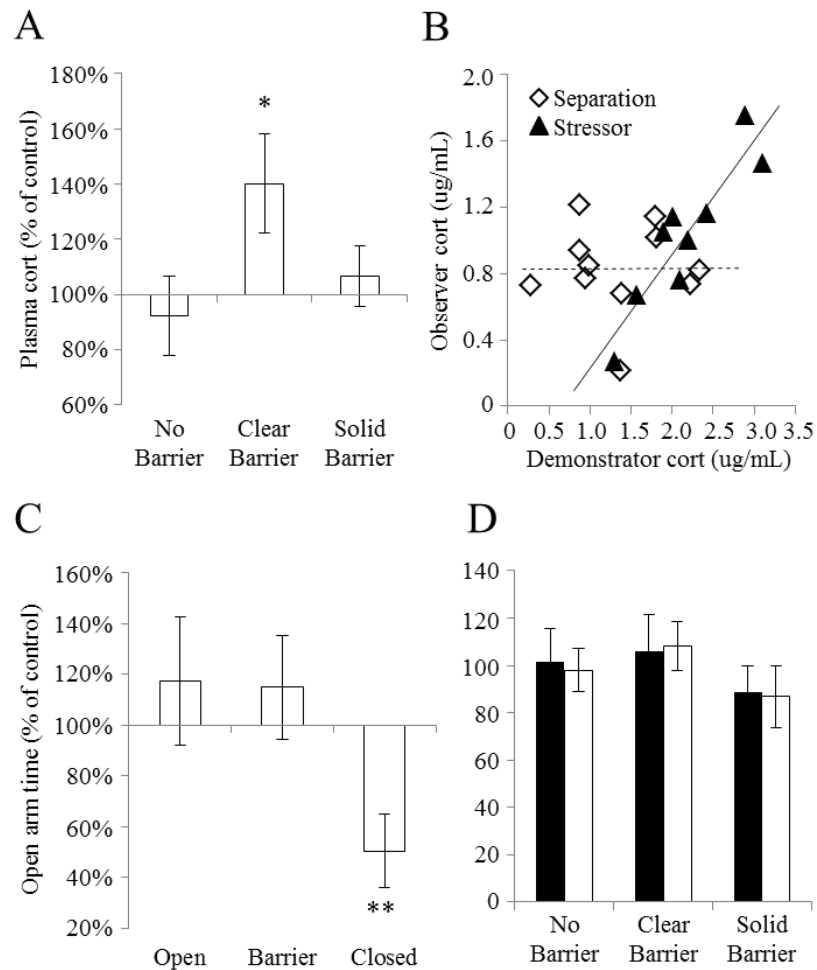 A
Plasma cort (% of control)
180%
160%
140%
120%
100%
80%
60%
*
No
Barrier
Clear
Barrier
Solid
Barrier
B
Observer cort (ug/mL)
2.0
1.6
1.2
0.8
0.4
0
Separation
Stressor
0 0.5 1.0 1.5 2.0 2.5 3.0 3.5
Demonstrator cort (ug/mL)
C
Open arm time (% of control)
160%
140%
120%
100%
80%
60%
40%
20%
**
Open Barrier Closed
D
140
120
100
80
60
40
20
0
No
Barrier
Clear
Barrier
Solid
Barrier